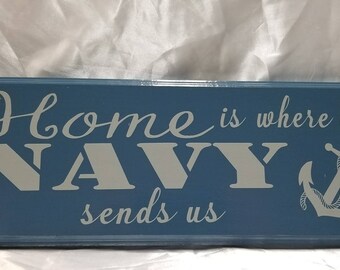 Home is where
NAVY
sends us